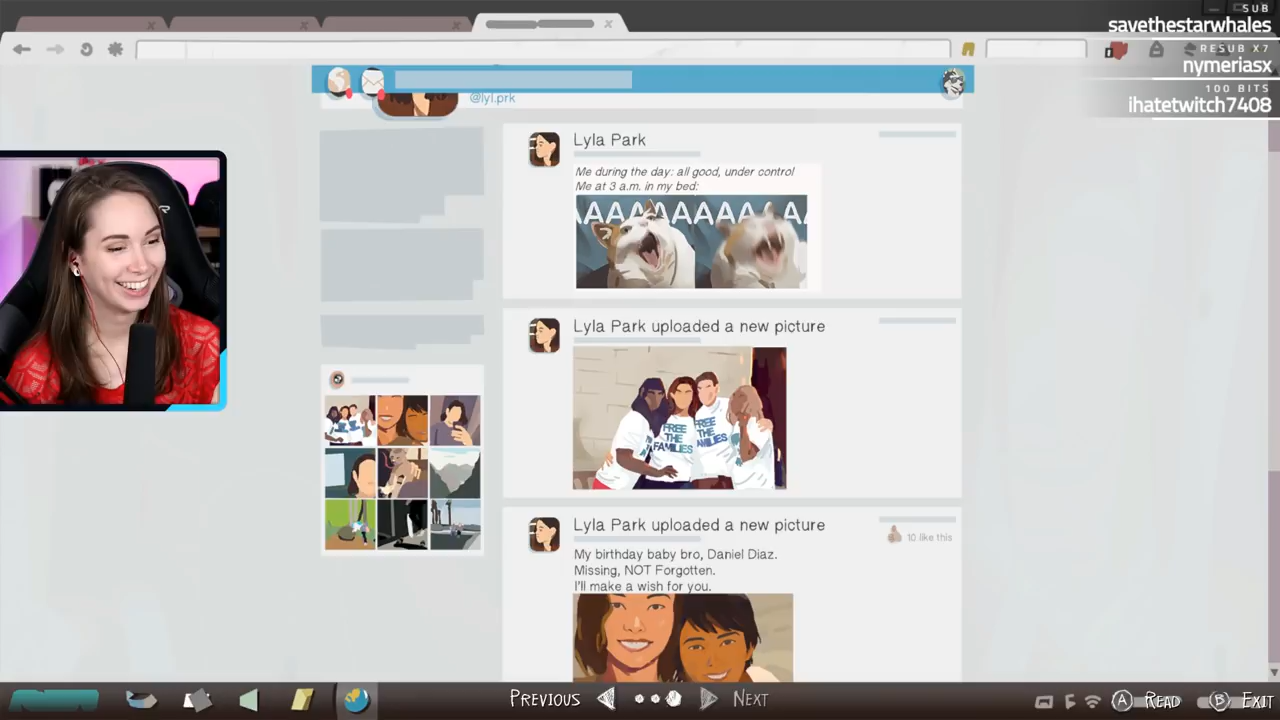 SUB
savethestarwhales
RESUB X7
nymeriasx
100 BITS
ihatetwitch7408
@lyl.prk
Lyla Park
Me during the day: all good, under control
Me at 3 a.m. in my bed:
AAAAAAAAAA
Lyla Park uploaded a new picture
FREE
THE
FAMILIES
FREE
THE
FAMILIES
Lyla Park uploaded a new picture
10 like this
My birthday baby bro, Daniel Diaz.
Missing, NOT Forgotten.
I'll make a wish for you.
PREVIOUS
NEXT
A READ
B EXIT